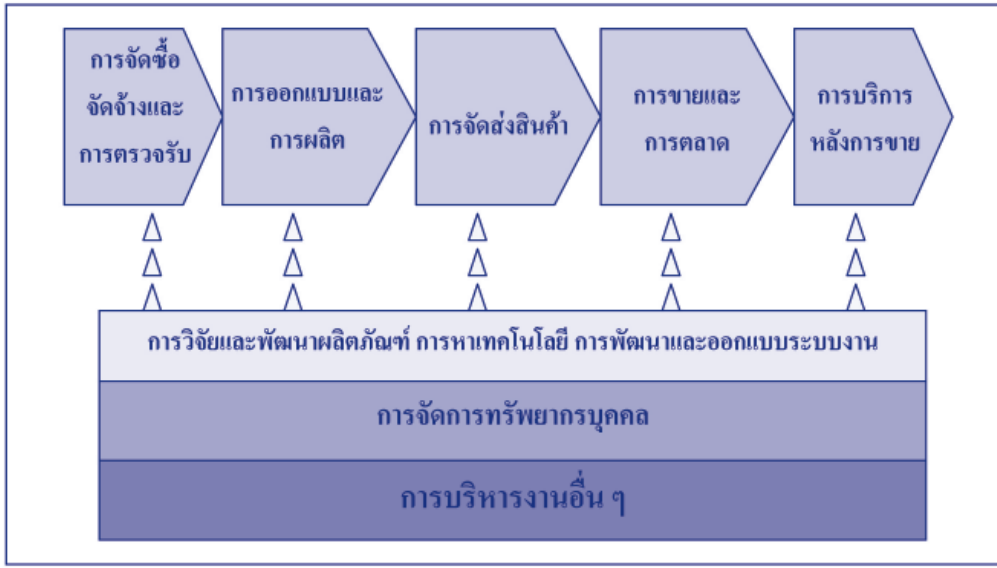 การจัดซื้อ
จัดจ้างและ
การตรวจรับ
การออกแบบและ
การผลิต
การจัดส่งสินค้า
การขายและ
การตลาด
การบริการ
หลังการขาย
การวิจัยและพัฒนาผลิตภัณฑ์ การหาเทคโนโลยี การพัฒนาและออกแบบระบบงาน
การจัดการทรัพยากรบุคคล
การบริหารงานอื่น ๆ